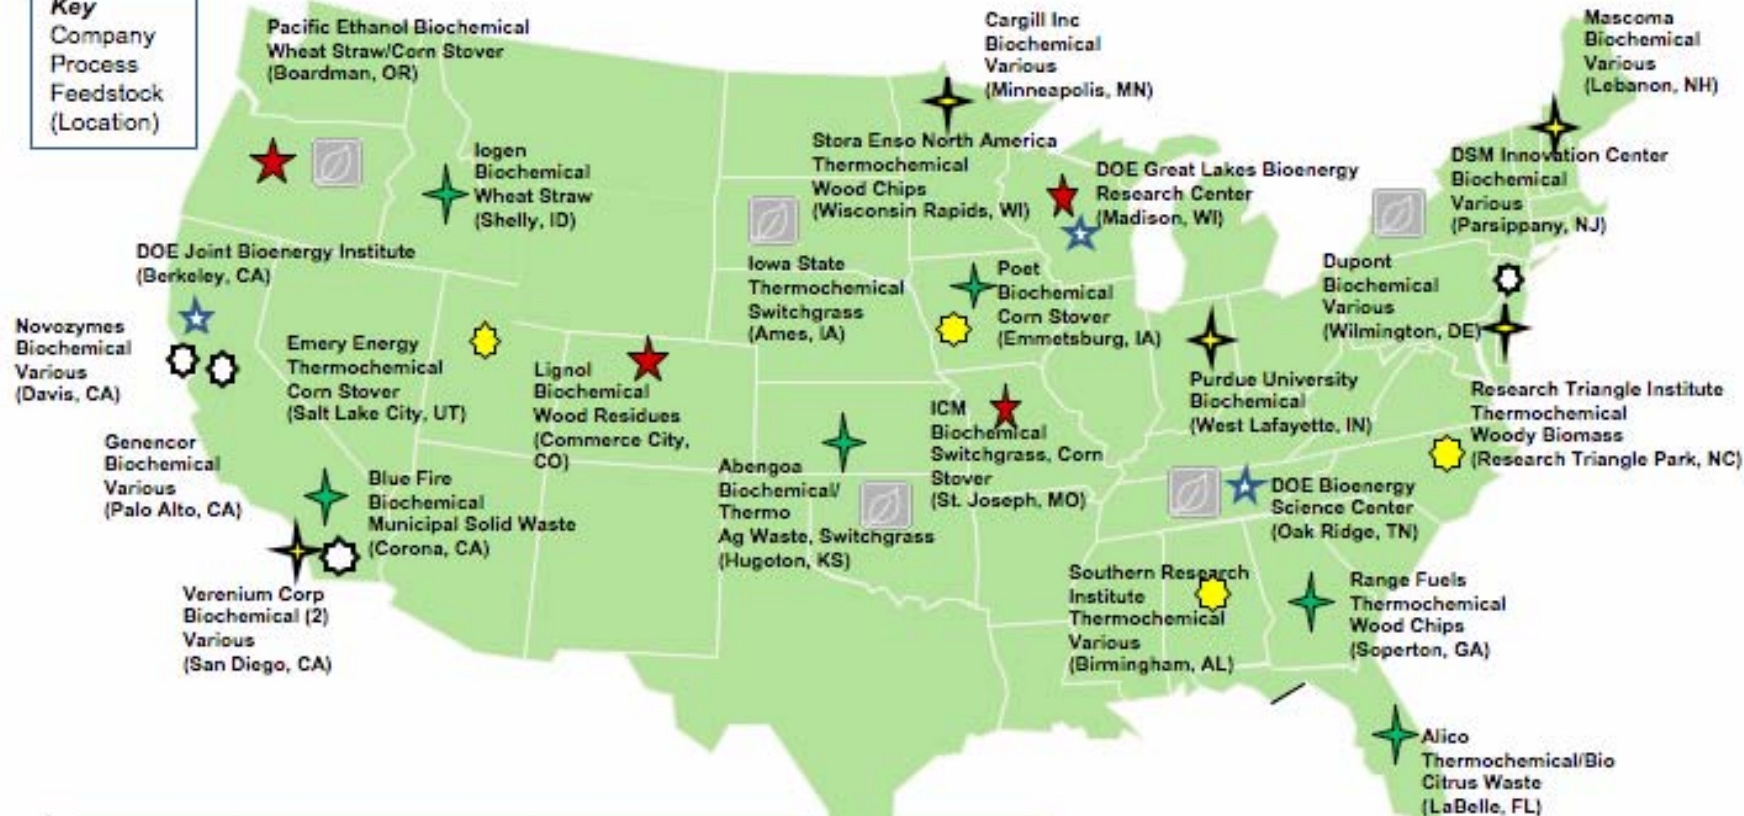 Key
Company
Process
Feedstock
(Location)
Pacific Ethanol Biochemical
Wheat Straw/Corn Stover
(Boardman, OR)
Cargill Inc
Biochemical
Various
(Minneapolis, MN)
Mascoma
Biochemical
Various
(Lebanon, NH)
Iogen
Biochemical
Wheat Straw
(Shelly, ID)
Stora Enso North America
Thermochemical
Wood Chips
(Wisconsin Rapids, WI)
DOE Great Lakes Bioenergy
Research Center
(Madison, WI)
DSM Innovation Center
Biochemical
Various
(Parsippany, NJ)
DOE Joint Bioenergy Institute
(Berkeley, CA)
Iowa State
Thermochemical
Switchgrass
(Ames, IA)
Poet
Biochemical
Corn Stover
(Emmetsburg, IA)
Dupont
Biochemical
Various
(Wilmington, DE)
Novozymes
Biochemical
Various
(Davis, CA)
Emery Energy
Thermochemical
Corn Stover
(Salt Lake City, UT)
Lignol
Biochemical
Wood Residues
(Commerce City,
CO)
Purdue University
Biochemical
(West Lafayette, IN)
Research Triangle Institute
Thermochemical
Woody Biomass
(Research Triangle Park, NC)
Genencor
Biochemical
Various
(Palo Alto, CA)
Blue Fire
Biochemical
Municipal Solid Waste
(Corona, CA)
Abengoa
Biochemical/
Thermo
Ag Waste, Switchgrass
(Hugoton, KS)
ICM
Biochemical
Switchgrass, Corn
Stover
(St. Joseph, MO)
DOE Bioenergy
Science Center
(Oak Ridge, TN)
Verenium Corp
Biochemical (2)
Various
(San Diego, CA)
Southern Research
Institute
Thermochemical
Various
(Birmingham, AL)
Range Fuels
Thermochemical
Wood Chips
(Soperton, GA)
Alico
Thermochemical/Bio
Citrus Waste
(LaBelle, FL)